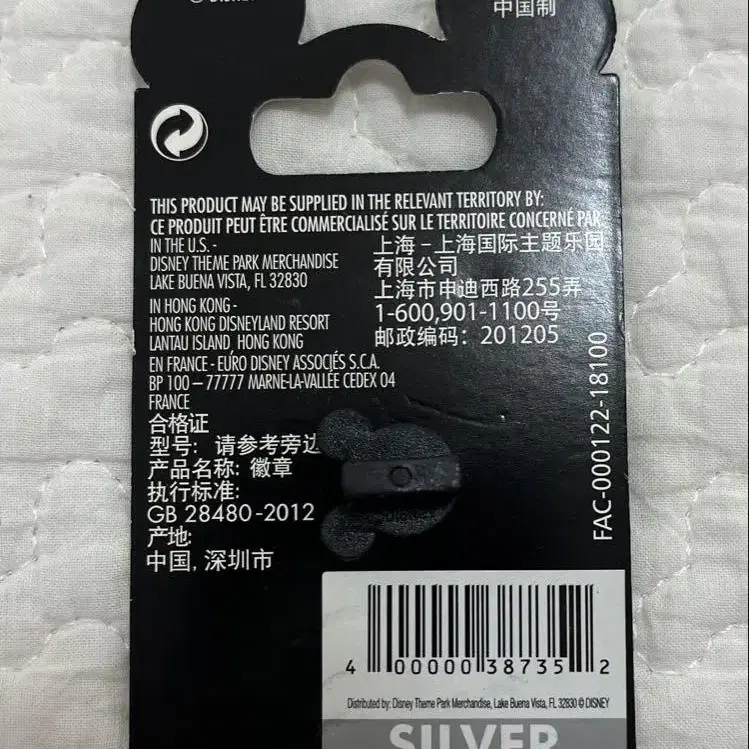 © DISNEY
中国制
THIS PRODUCT MAY BE SUPPLIED IN THE RELEVANT TERRITORY BY:
CE PRODUIT PEUT ÊTRE COMMERCIALISÉ SUR LE TERRITOIRE CONCERNÉ PAR
IN THE U.S. -
DISNEY THEME PARK MERCHANDISE
LAKE BUENA VISTA, FL 32830
IN HONG KONG -
HONG KONG DISNEYLAND RESORT
LANTAU ISLAND, HONG KONG
EN FRANCE - EURO DISNEY ASSOCIÉS S.C.A.
BP 100 – 77777 MARNE-LA-VALLÉE CEDEX 04
FRANCE
上海 – 上海国际主题乐园
有限公司
上海市申迪西路255弄
1-600,901-1100号
邮政编码: 201205
合格证
型号: 请参考旁边
产品名称: 徽章
执行标准:
GB 28480-2012
产地:
中国, 深圳市
FAC-000122-18100
4 00000 38735 2
Distributed by: Disney Theme Park Merchandise, Lake Buena Vista, FL 32830 © DISNEY
SILVER